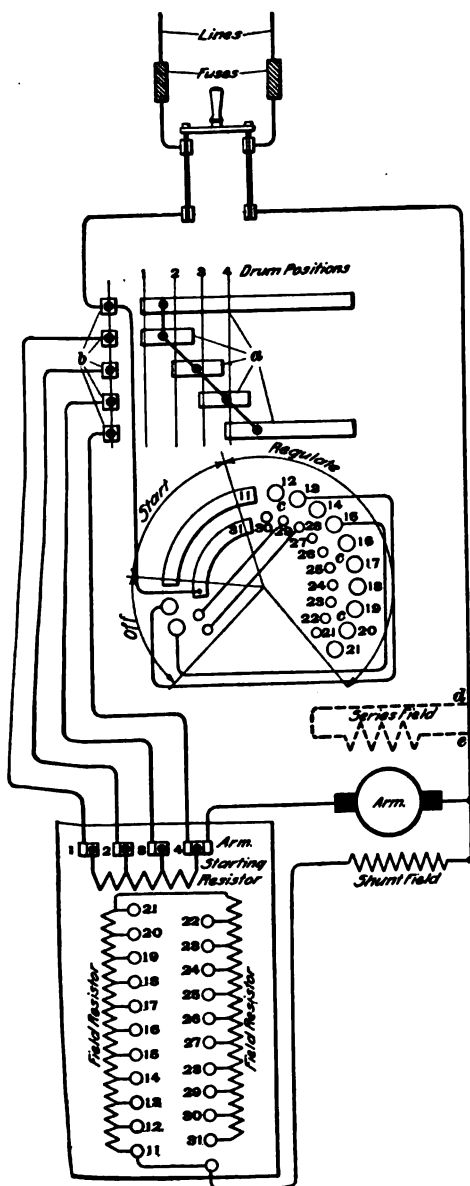 Lines
Fuses
1 2 3 4 Drum Positions
b
a
Start
Regulate
Off
11 12 13
c 14
31 30 29 28 15
27 16
26 c
25 17
24 18
23 19
22 c 20
21 21
d
Series Field
e
Arm.
Shunt Field
1 2 3 4 Arm.
Starting
Resistor
Field Resistor
Field Resistor
21
22
20
23
19
24
18
25
17
26
16
27
15
28
14
29
13
30
12
31
11